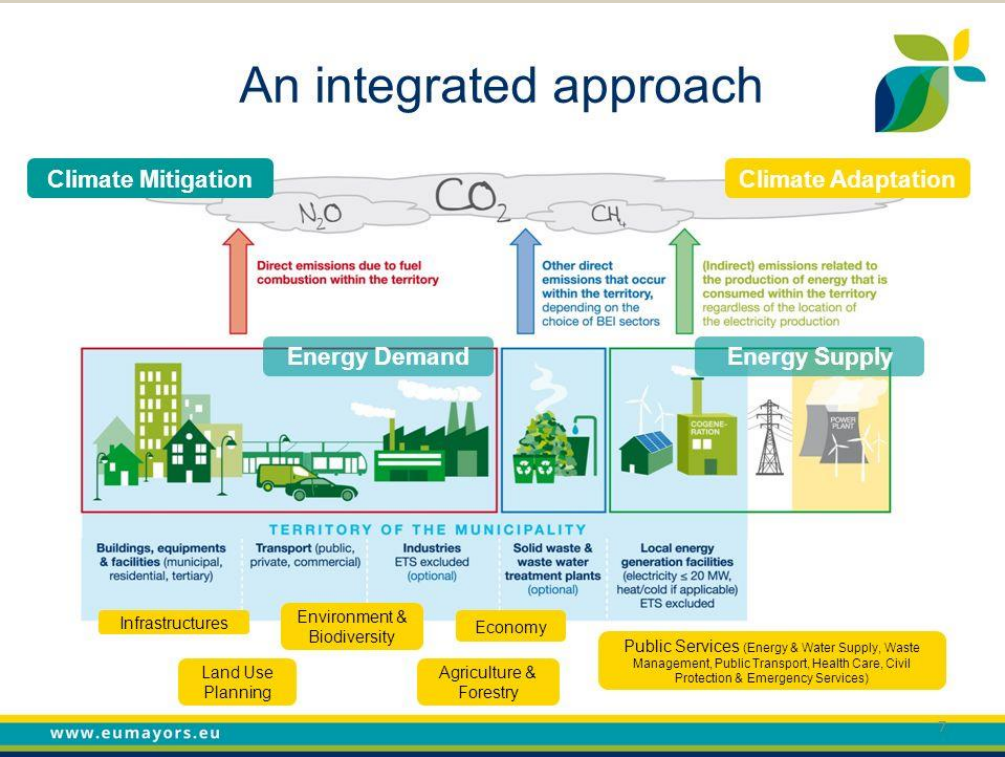 An integrated approach
Climate Mitigation
Climate Adaptation
N2O
CO2
CH4
Direct emissions due to fuel
combustion within the territory
Other direct
emissions that occur
within the territory,
depending on the
choice of BEI sectors
(Indirect) emissions related to
the production of energy that is
consumed within the territory
regardless of the location of
the electricity production
Energy Demand
Energy Supply
COGENE-
RATION
POWER
PLANT
TERRITORY OF THE MUNICIPALITY
Buildings, equipments
& facilities (municipal,
residential, tertiary)
Transport (public,
private, commercial)
Industries
ETS excluded
(optional)
Solid waste &
waste water
treatment plants
(optional)
Local energy
generation facilities
(electricity ≤ 20 MW,
heat/cold if applicable)
ETS excluded
Infrastructures
Environment &
Biodiversity
Economy
Land Use
Planning
Agriculture &
Forestry
Public Services (Energy & Water Supply, Waste
Management, Public Transport, Health Care, Civil
Protection & Emergency Services)
www.eumayors.eu
7